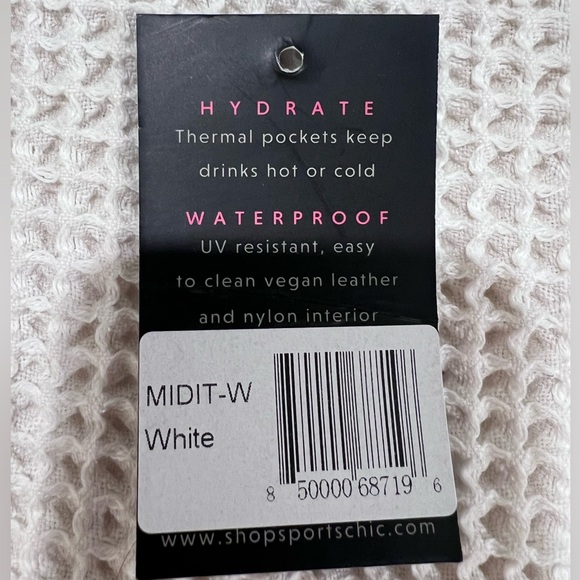 HYDRATE
Thermal pockets keep
drinks hot or cold
WATERPROOF
UV resistant, easy
to clean vegan leather
and nylon interior
MIDIT-W
White
8 50000 68719 6
www.shopsportschic.com